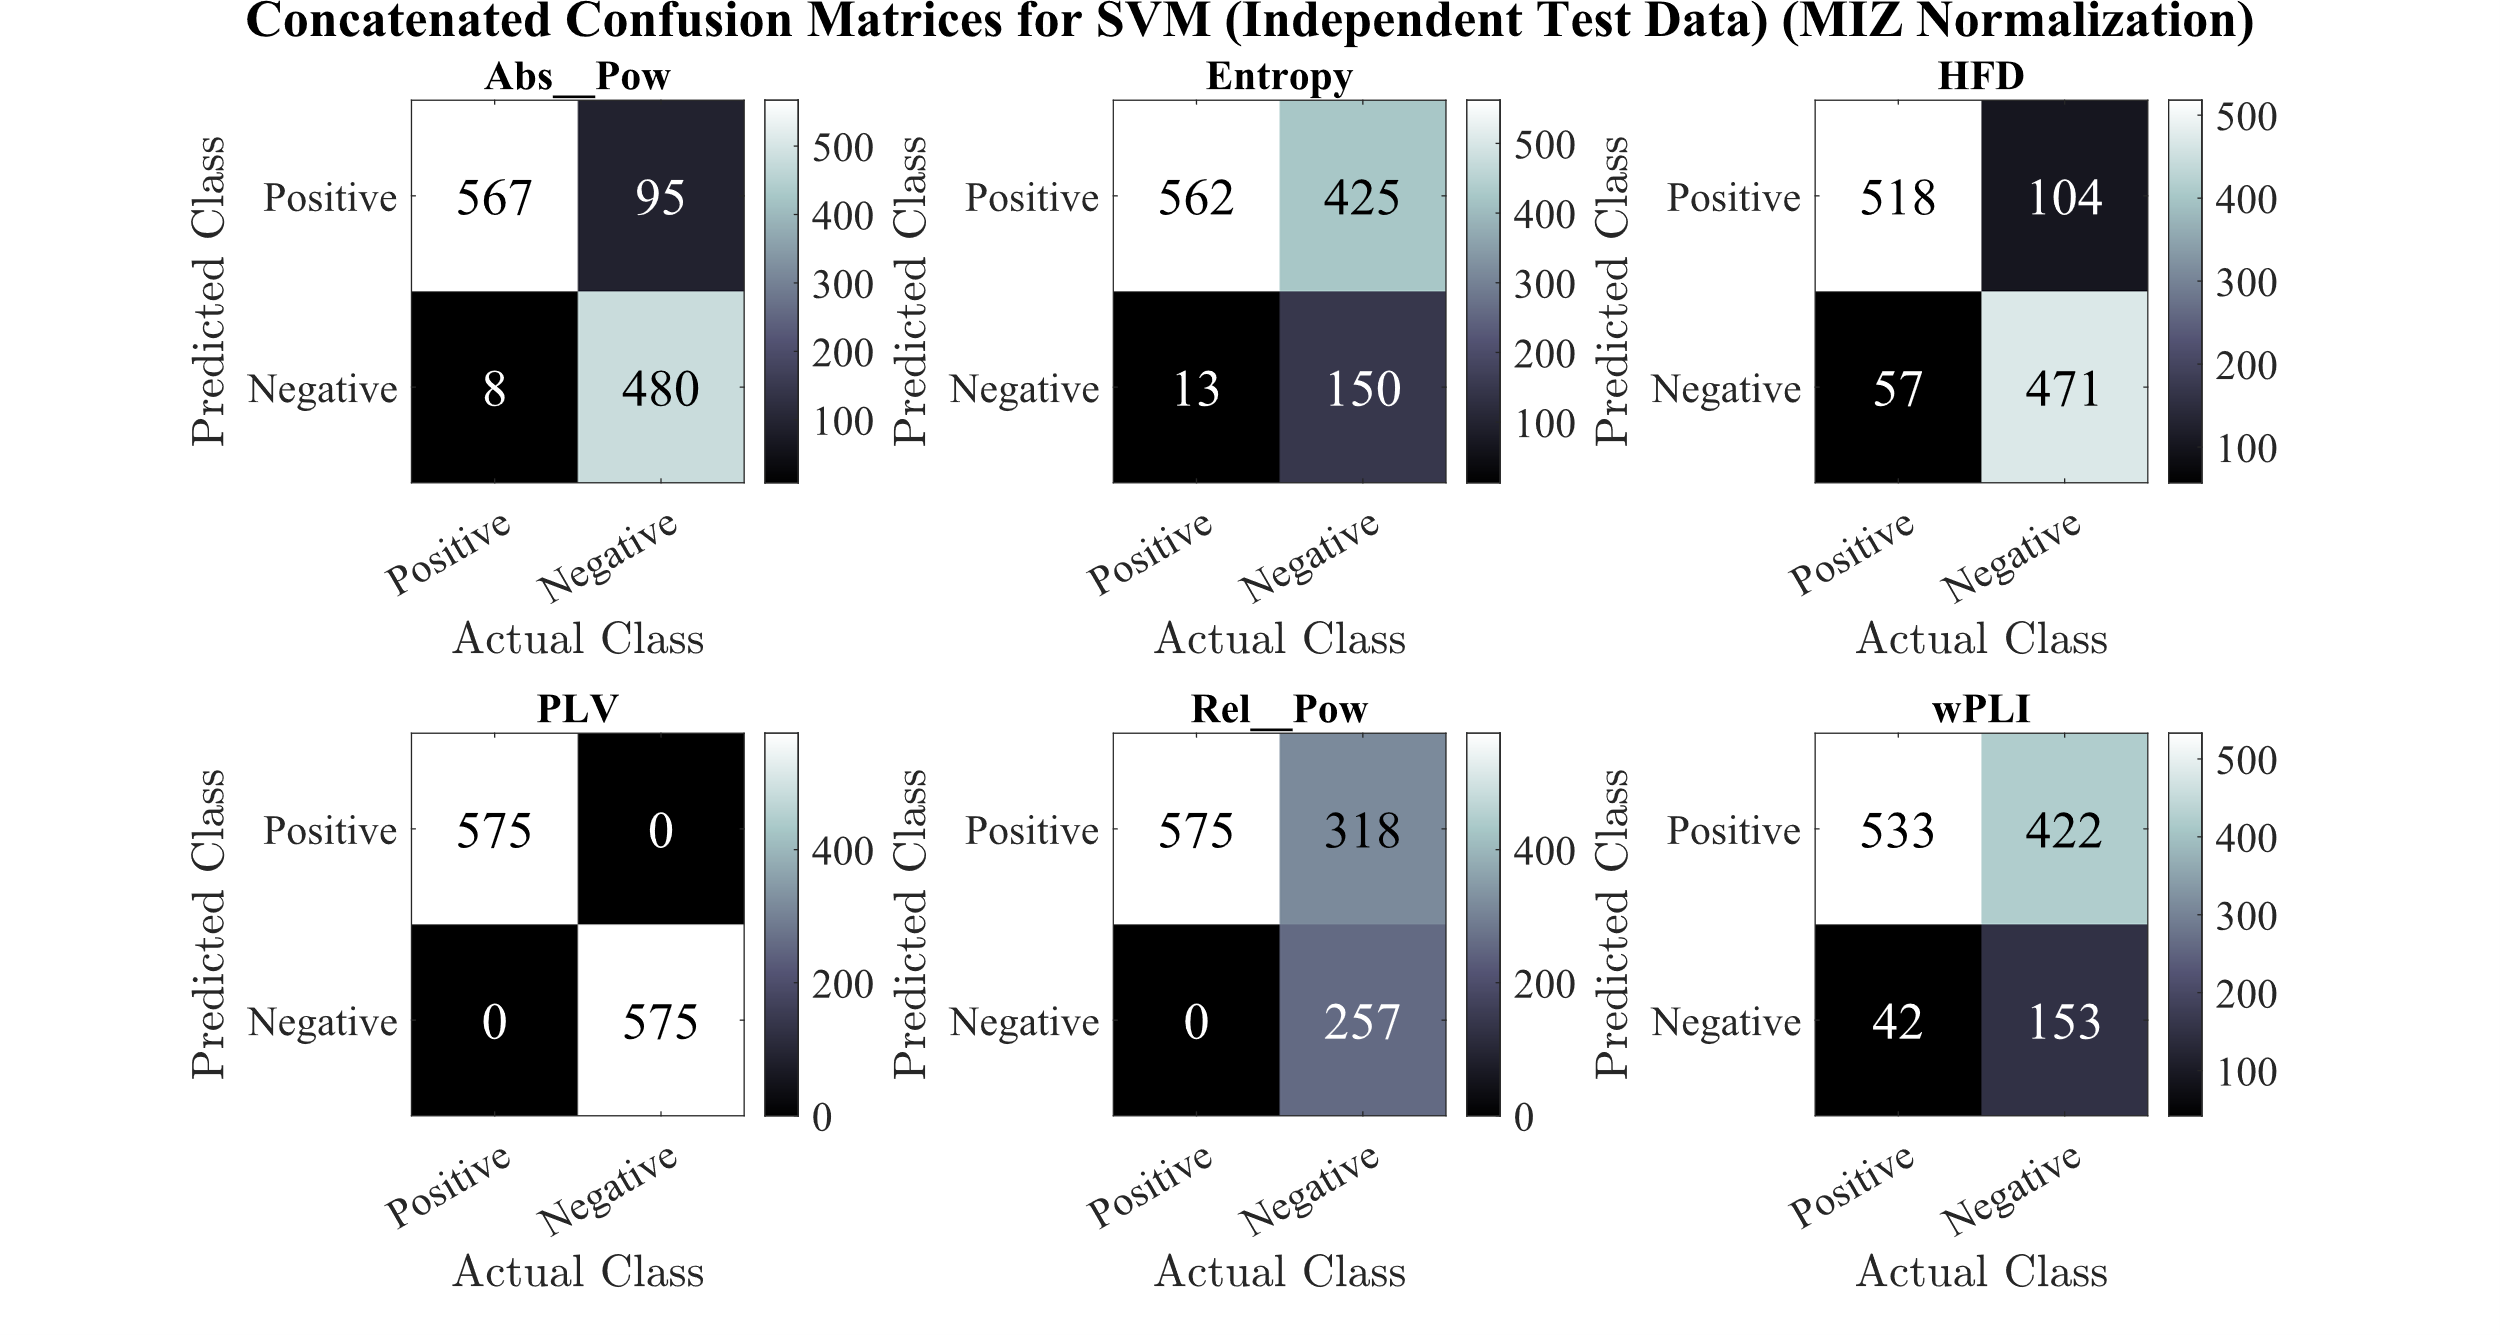 Concatenated Confusion Matrices for SVM (Independent Test Data) (MIZ Normalization)
Abs__Pow
Predicted Class
Positive
Negative
567
95
8
480
500
400
300
200
100
Positive
Negative
Actual Class
Entropy
Predicted Class
Positive
Negative
562
425
13
150
500
400
300
200
100
Positive
Negative
Actual Class
HFD
Predicted Class
Positive
Negative
518
104
57
471
500
400
300
200
100
Positive
Negative
Actual Class
PLV
Predicted Class
Positive
Negative
575
0
0
575
400
200
0
Positive
Negative
Actual Class
Rel__Pow
Predicted Class
Positive
Negative
575
318
0
257
400
200
0
Positive
Negative
Actual Class
wPLI
Predicted Class
Positive
Negative
533
422
42
153
500
400
300
200
100
Positive
Negative
Actual Class